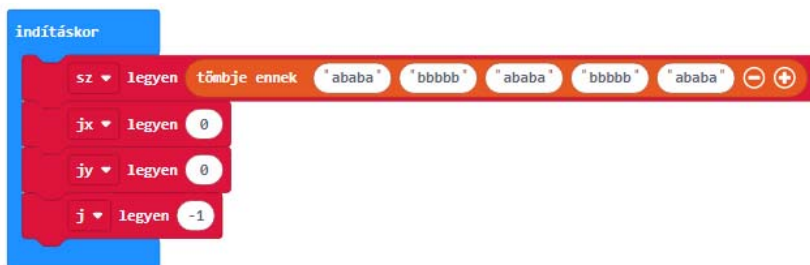 indításkor
sz ▾ legyen tömbje ennek "ababa" "bbbbb" "ababa" "bbbbb" "ababa"
jx ▾ legyen 0
jy ▾ legyen 0
j ▾ legyen -1